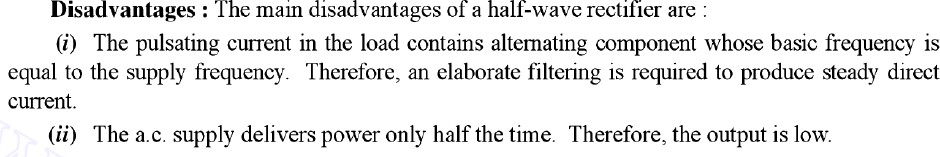 Disadvantages : The main disadvantages of a half-wave rectifier are :
(i) The pulsating current in the load contains alternating component whose basic frequency is
equal to the supply frequency. Therefore, an elaborate filtering is required to produce steady direct
current.
(ii) The a.c. supply delivers power only half the time. Therefore, the output is low.